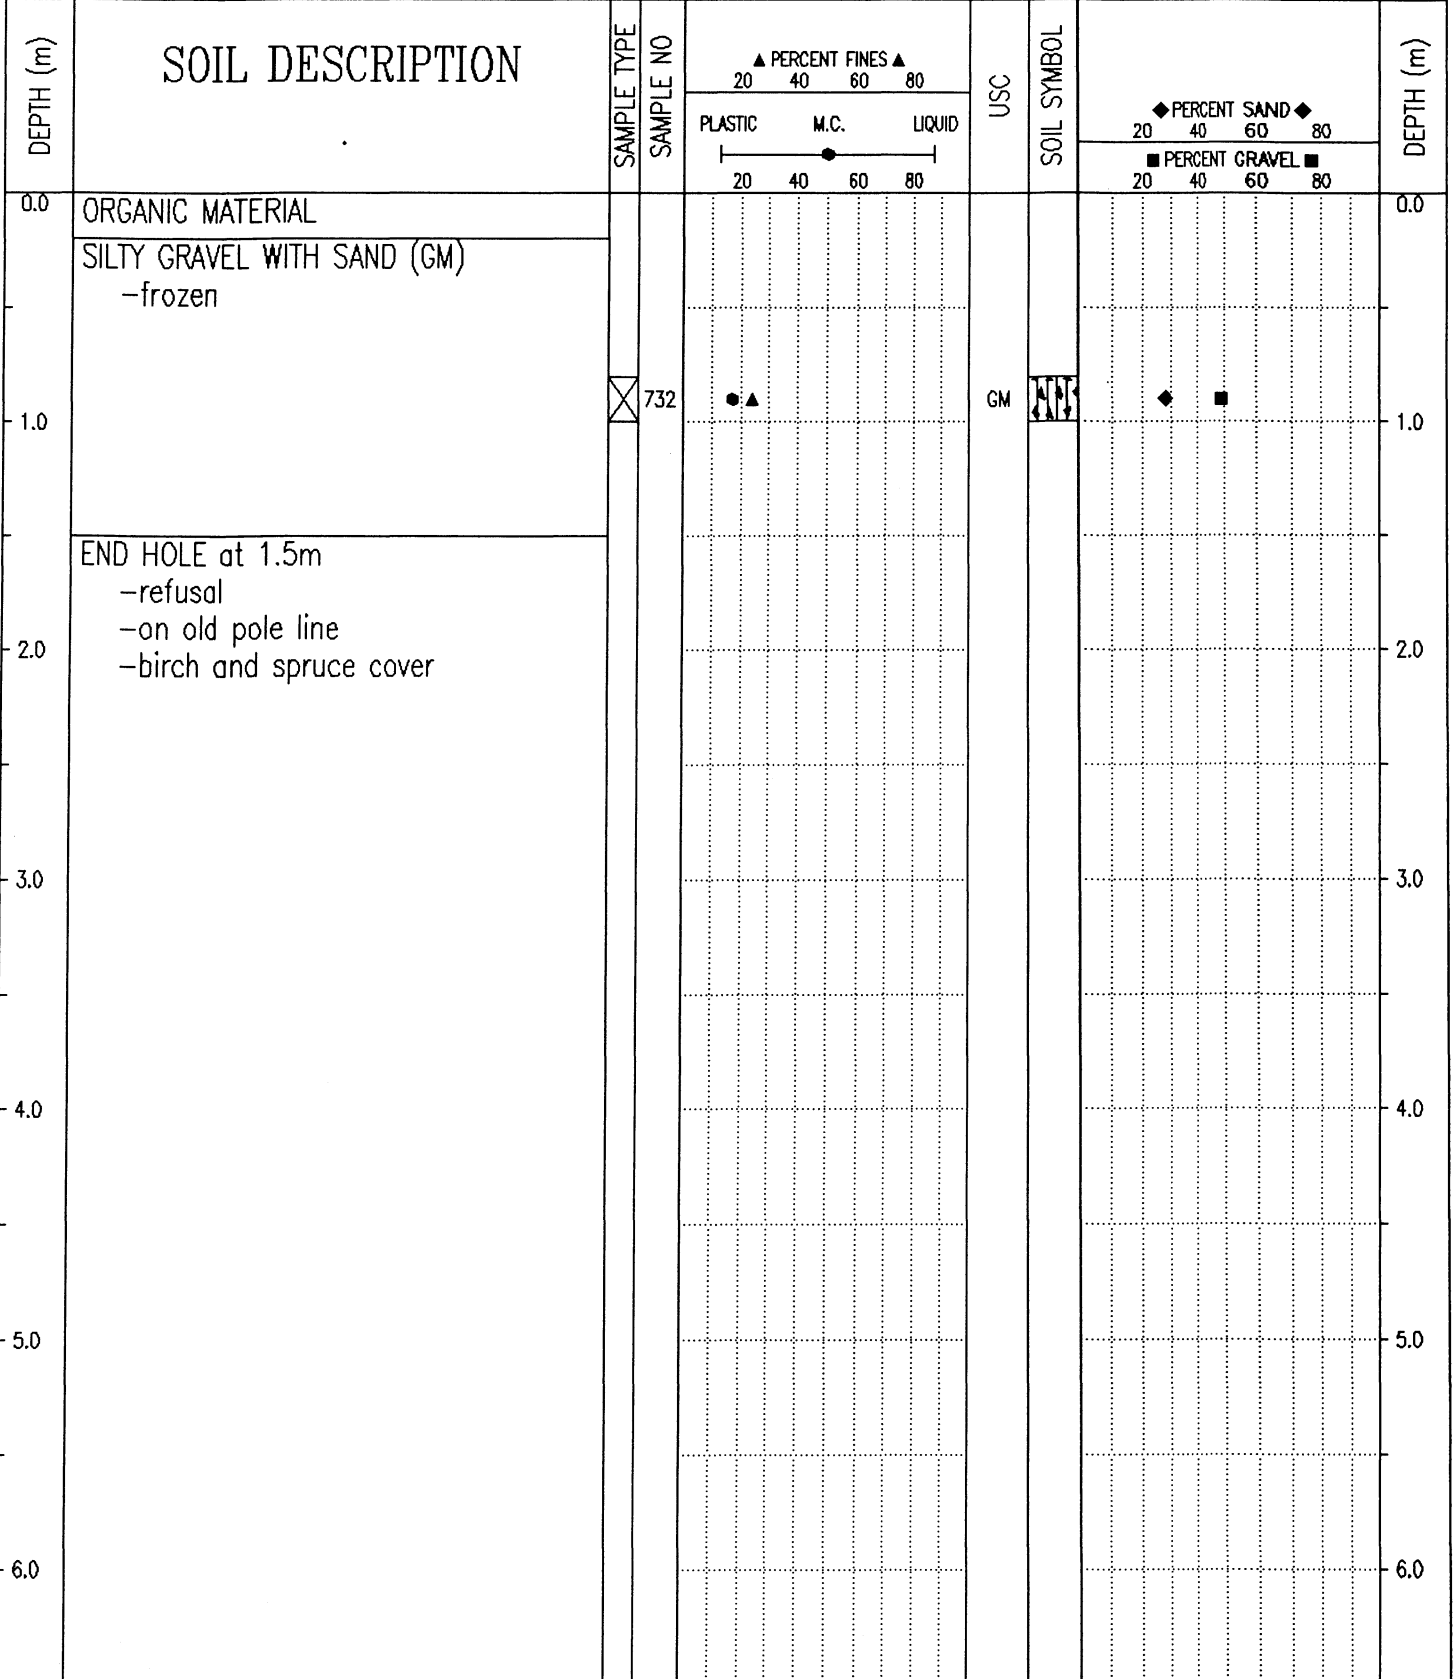 DEPTH (m)
SOIL DESCRIPTION
SAMPLE TYPE
SAMPLE NO
▲ PERCENT FINES ▲
20 40 60 80
PLASTIC M.C. LIQUID
20 40 60 80
USC
SOIL SYMBOL
◆ PERCENT SAND ◆
20 40 60 80
■ PERCENT GRAVEL ■
20 40 60 80
DEPTH (m)
0.0 ORGANIC MATERIAL 0.0
SILTY GRAVEL WITH SAND (GM)
-frozen
732 GM
1.0 1.0
END HOLE at 1.5m
-refusal
-on old pole line
2.0 2.0
-birch and spruce cover
3.0 3.0
4.0 4.0
5.0 5.0
6.0 6.0